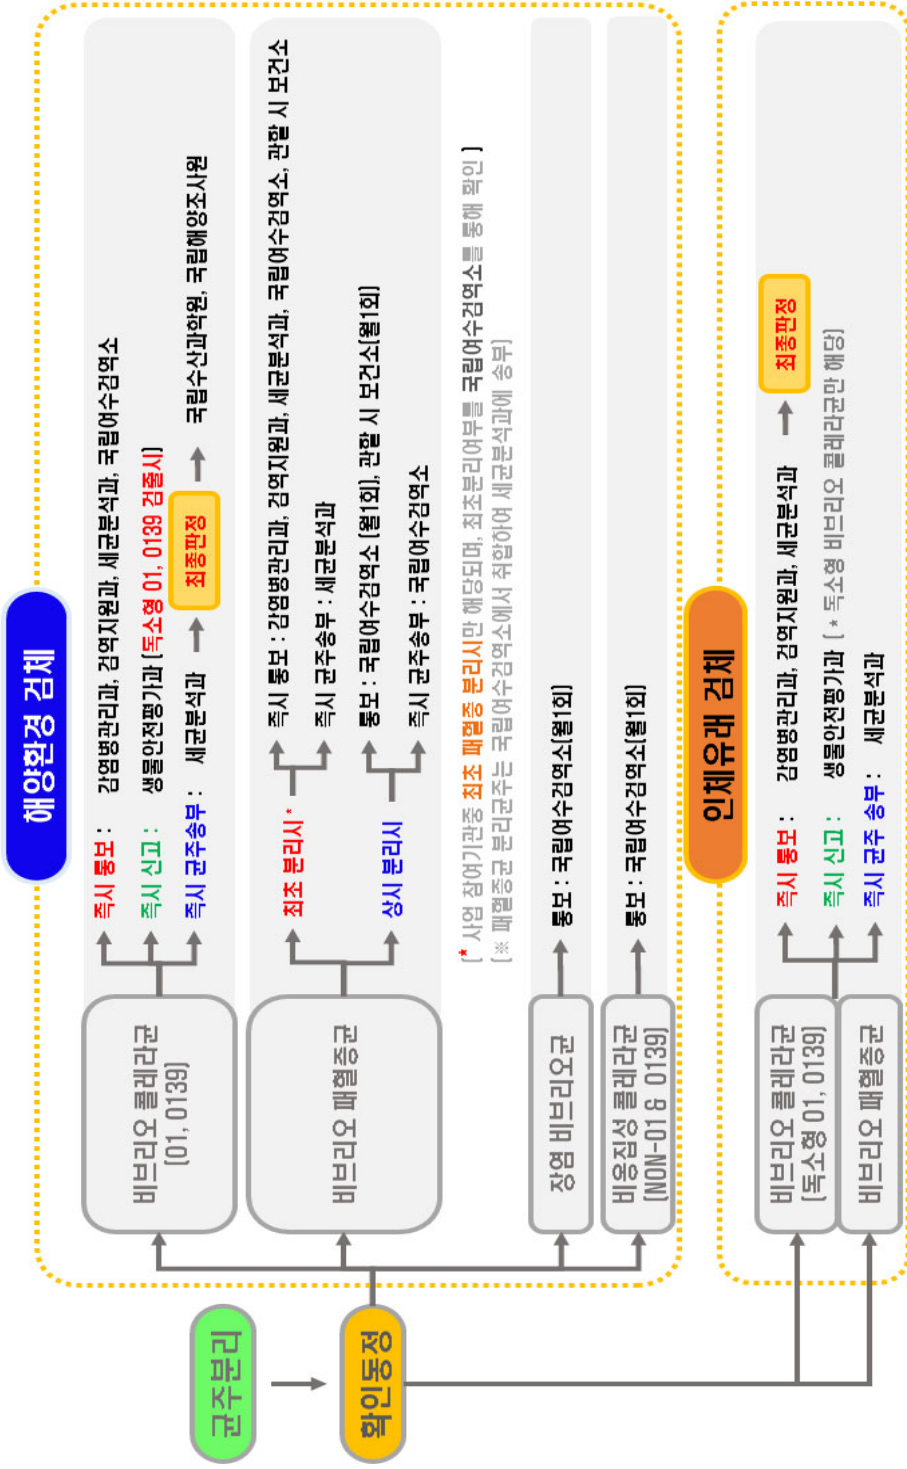 균주분리
확인동정
해양환경 검체
비브리오 콜레라균
(O1, O139)
즉시 통보 : 감염병관리과, 검역지원과, 세균분석과, 국립여수검역소
즉시 신고 : 생물안전평가과 (독소형 O1, O139 검출시)
즉시 균주송부 : 세균분석과
최종판정
국립수산과학원, 국립해양조사원
비브리오 패혈증균
최초 분리시 *
즉시 통보 : 감염병관리과, 검역지원과, 세균분석과, 국립여수검역소, 관할 시 보건소
즉시 균주송부 : 세균분석과
상시 분리시
통보 : 국립여수검역소 (월1회), 관할 시 보건소(월1회)
즉시 균주송부 : 국립여수검역소
(* 사업 참여기관중 최초 패혈증 분리시만 해당되며, 최초분리여부를 국립여수검역소를 통해 확인 )
(※ 패혈증균 분리균주는 국립여수검역소에서 취합하여 세균분석과에 송부)
장염 비브리오균
통보 : 국립여수검역소(월1회)
비응집성 콜레라균
(NON-O1& O139)
통보 : 국립여수검역소(월1회)
인체유래 검체
비브리오 콜레라균
(독소형 O1, O139)
비브리오 패혈증균
즉시 통보 : 감염병관리과, 검역지원과, 세균분석과
최종판정
즉시 신고 : 생물안전평가과 ( * 독소형 비브리오 콜레라균만 해당)
즉시 균주 송부 : 세균분석과